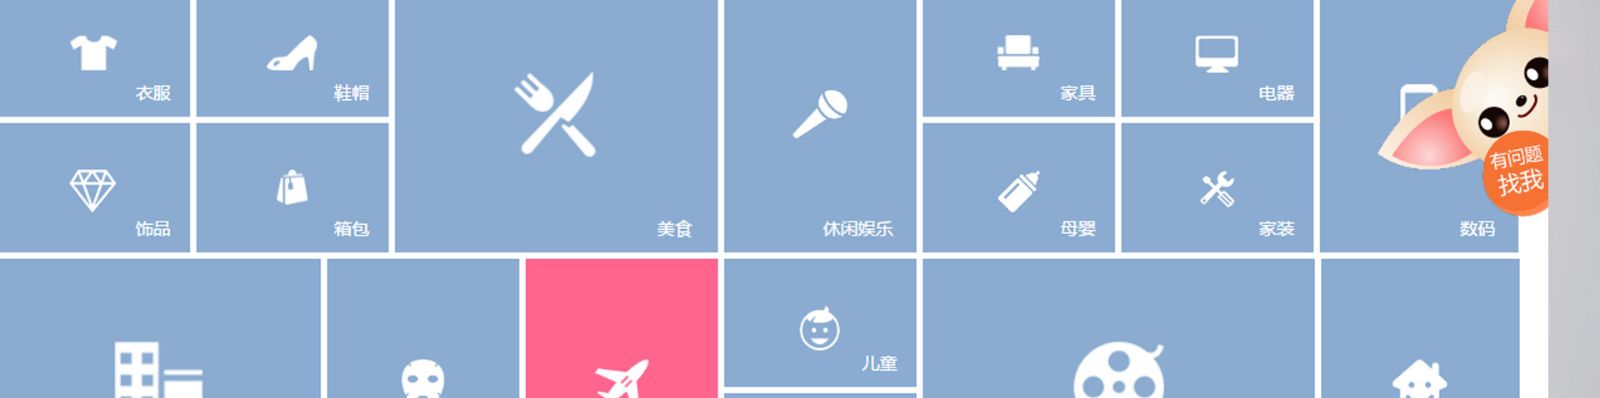 衣服
鞋帽
家具
电器
饰品
箱包
美食
休闲娱乐
母婴
家装
数码
有问题
找我
儿童